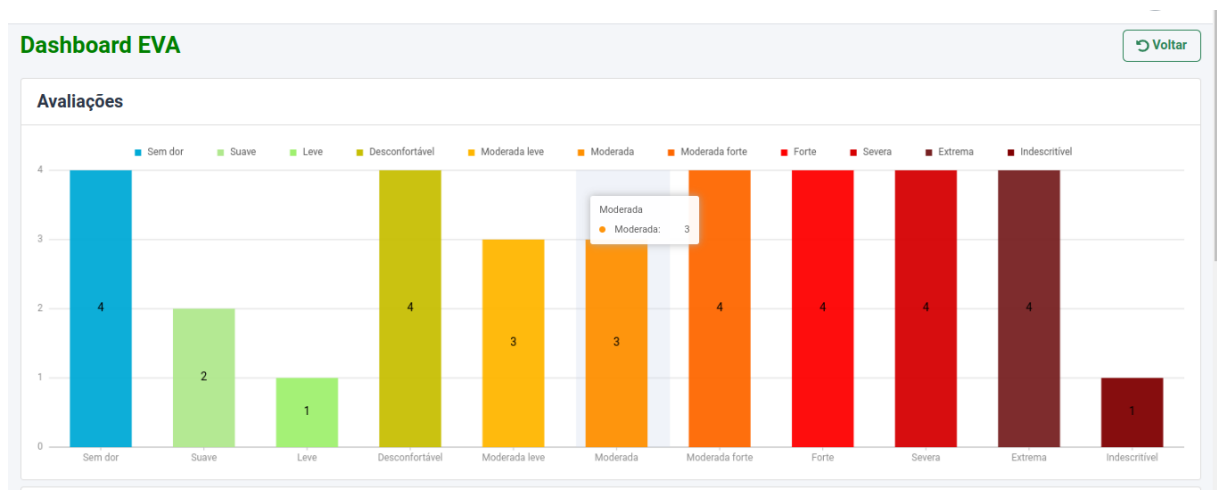 Dashboard EVA
Voltar
Avaliações
Sem dor Suave Leve Desconfortável Moderada leve Moderada Moderada forte Forte Severa Extrema Indescritível
4
Moderada
Moderada: 3
3
2
4 4 4 4 4 4
3 3
2
1
1 1
0
Sem dor Suave Leve Desconfortável Moderada leve Moderada Moderada forte Forte Severa Extrema Indescritível